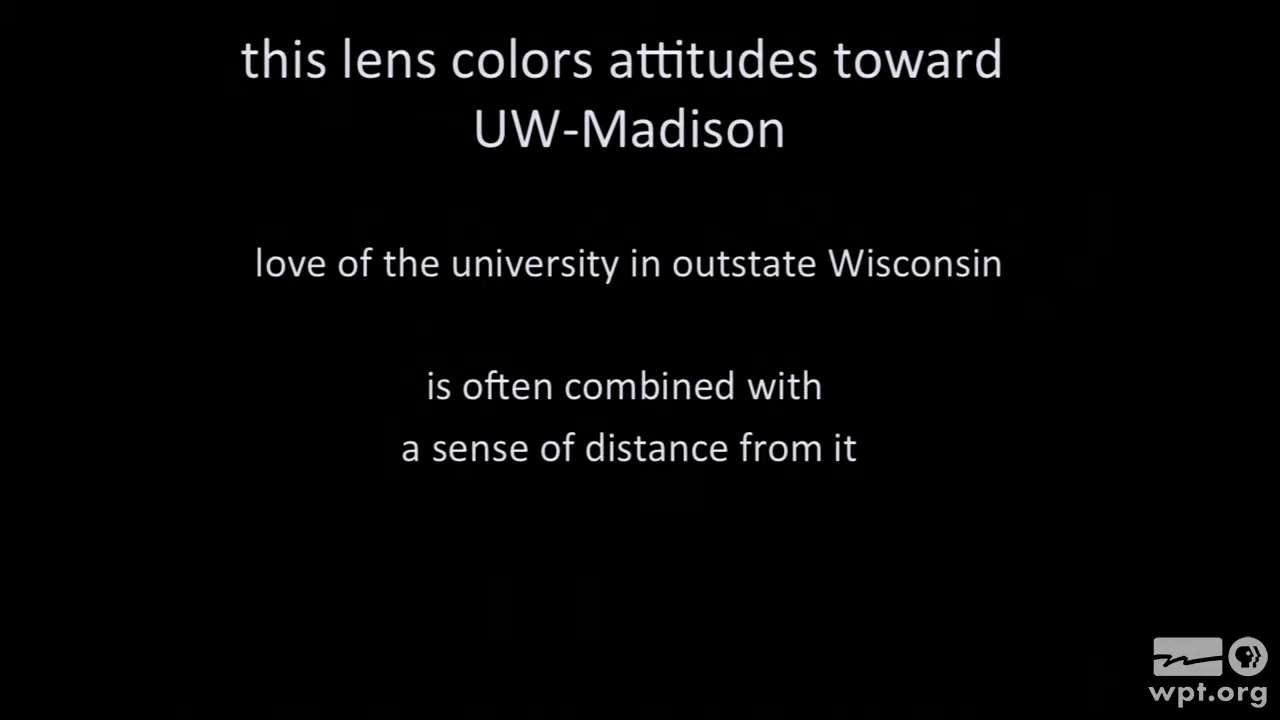 this lens colors attitudes toward
UW-Madison
love of the university in outstate Wisconsin
is often combined with
a sense of distance from it
wpt.org